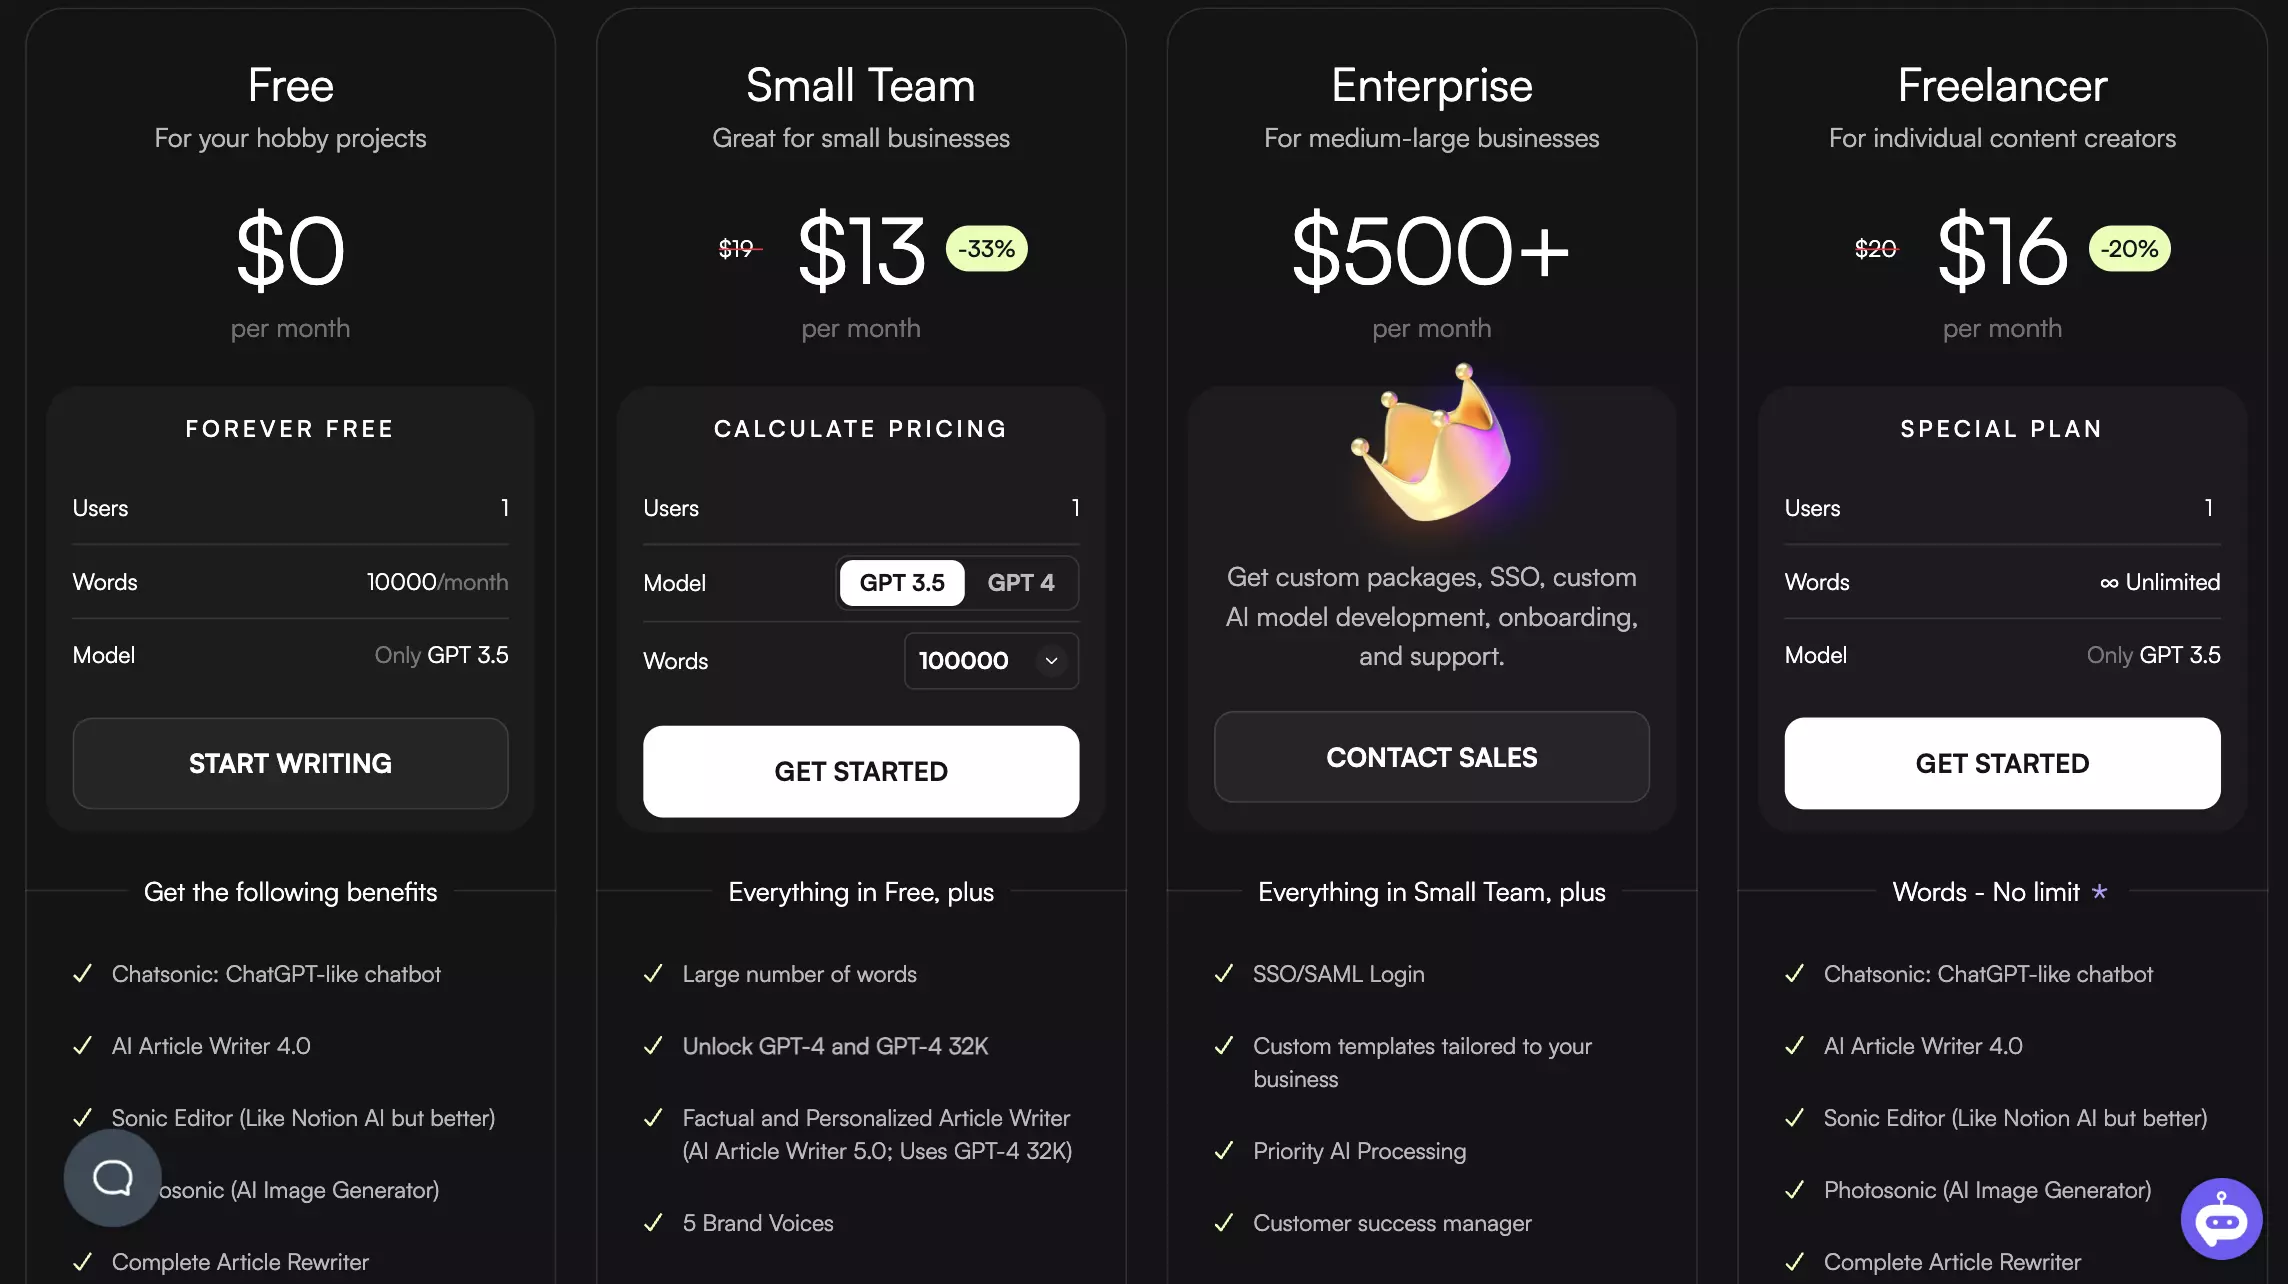 Free
For your hobby projects
$0
per month
FOREVER FREE
Users 1
Words 10000/month
Model Only GPT 3.5
START WRITING
Get the following benefits
Chatsonic: ChatGPT-like chatbot
AI Article Writer 4.0
Sonic Editor (Like Notion AI but better)
osonic (AI Image Generator)
Complete Article Rewriter
Small Team
Great for small businesses
$19 $13 -33%
per month
CALCULATE PRICING
Users 1
Model GPT 3.5 GPT 4
Words 100000
GET STARTED
Everything in Free, plus
Large number of words
Unlock GPT-4 and GPT-4 32K
Factual and Personalized Article Writer
(AI Article Writer 5.0; Uses GPT-4 32K)
5 Brand Voices
Enterprise
For medium-large businesses
$500+
per month
Get custom packages, SSO, custom
AI model development, onboarding,
and support.
CONTACT SALES
Everything in Small Team, plus
SSO/SAML Login
Custom templates tailored to your
business
Priority AI Processing
Customer success manager
Freelancer
For individual content creators
$20 $16 -20%
per month
SPECIAL PLAN
Users 1
Words ∞ Unlimited
Model Only GPT 3.5
GET STARTED
Words - No limit *
Chatsonic: ChatGPT-like chatbot
AI Article Writer 4.0
Sonic Editor (Like Notion AI but better)
Photosonic (AI Image Generator)
Complete Article Rewriter